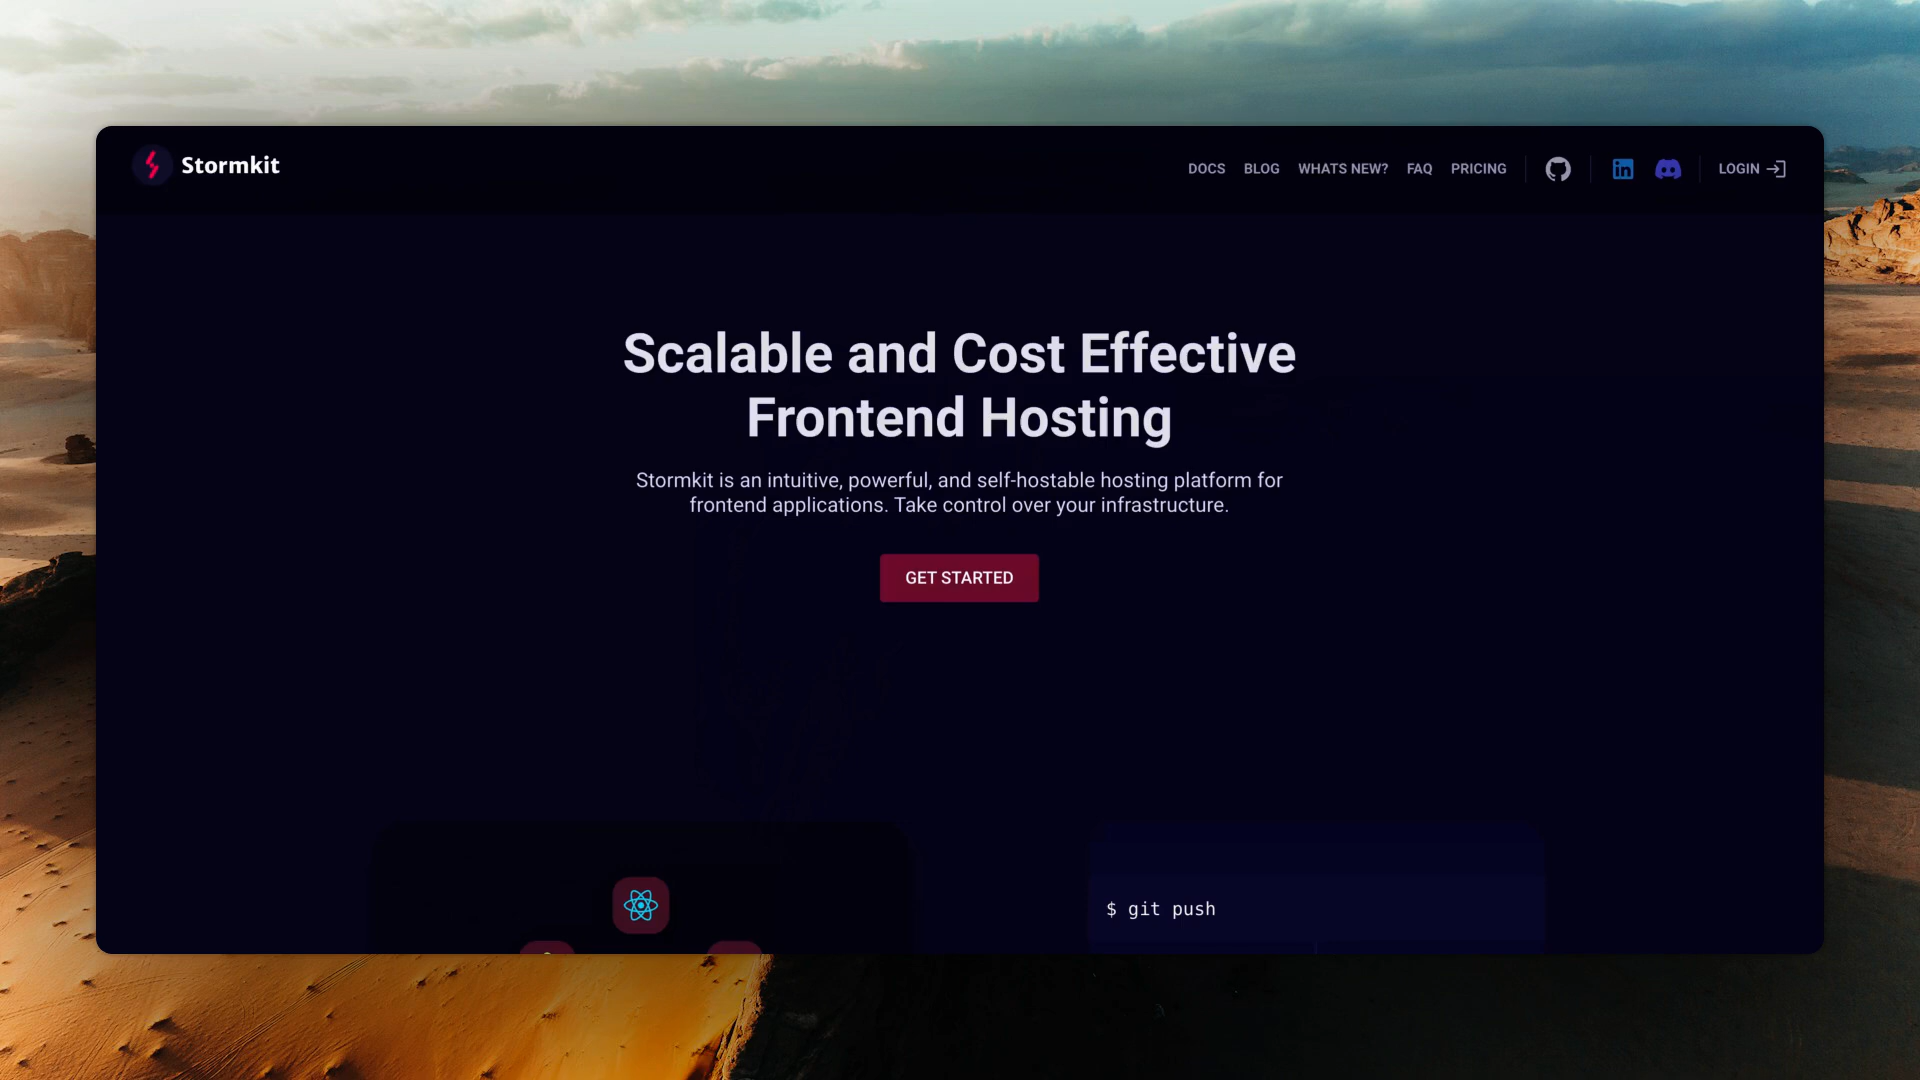 Stormkit
DOCS
BLOG
WHATS NEW?
FAQ
PRICING
LOGIN
Scalable and Cost Effective
Frontend Hosting
Stormkit is an intuitive, powerful, and self-hostable hosting platform for
frontend applications. Take control over your infrastructure.
GET STARTED
$ git push